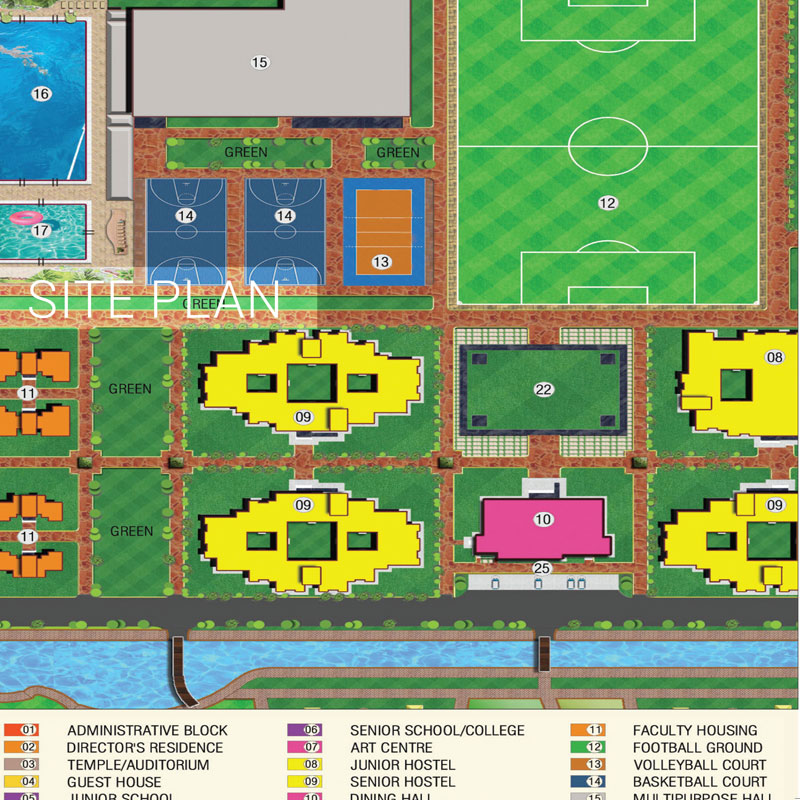 15
16
GREEN GREEN
12
14 14
17
13
GREEN
SITE PLAN
08
GREEN
22
11
09
09
09
10
GREEN
11
25
01 ADMINISTRATIVE BLOCK
02 DIRECTOR'S RESIDENCE
03 TEMPLE/AUDITORIUM
04 GUEST HOUSE
05 JUNIOR SCHOOL
06 SENIOR SCHOOL/COLLEGE
07 ART CENTRE
08 JUNIOR HOSTEL
09 SENIOR HOSTEL
10 DINING HALL
11 FACULTY HOUSING
12 FOOTBALL GROUND
13 VOLLEYBALL COURT
14 BASKETBALL COURT
15 MULTIPURPOSE HALL